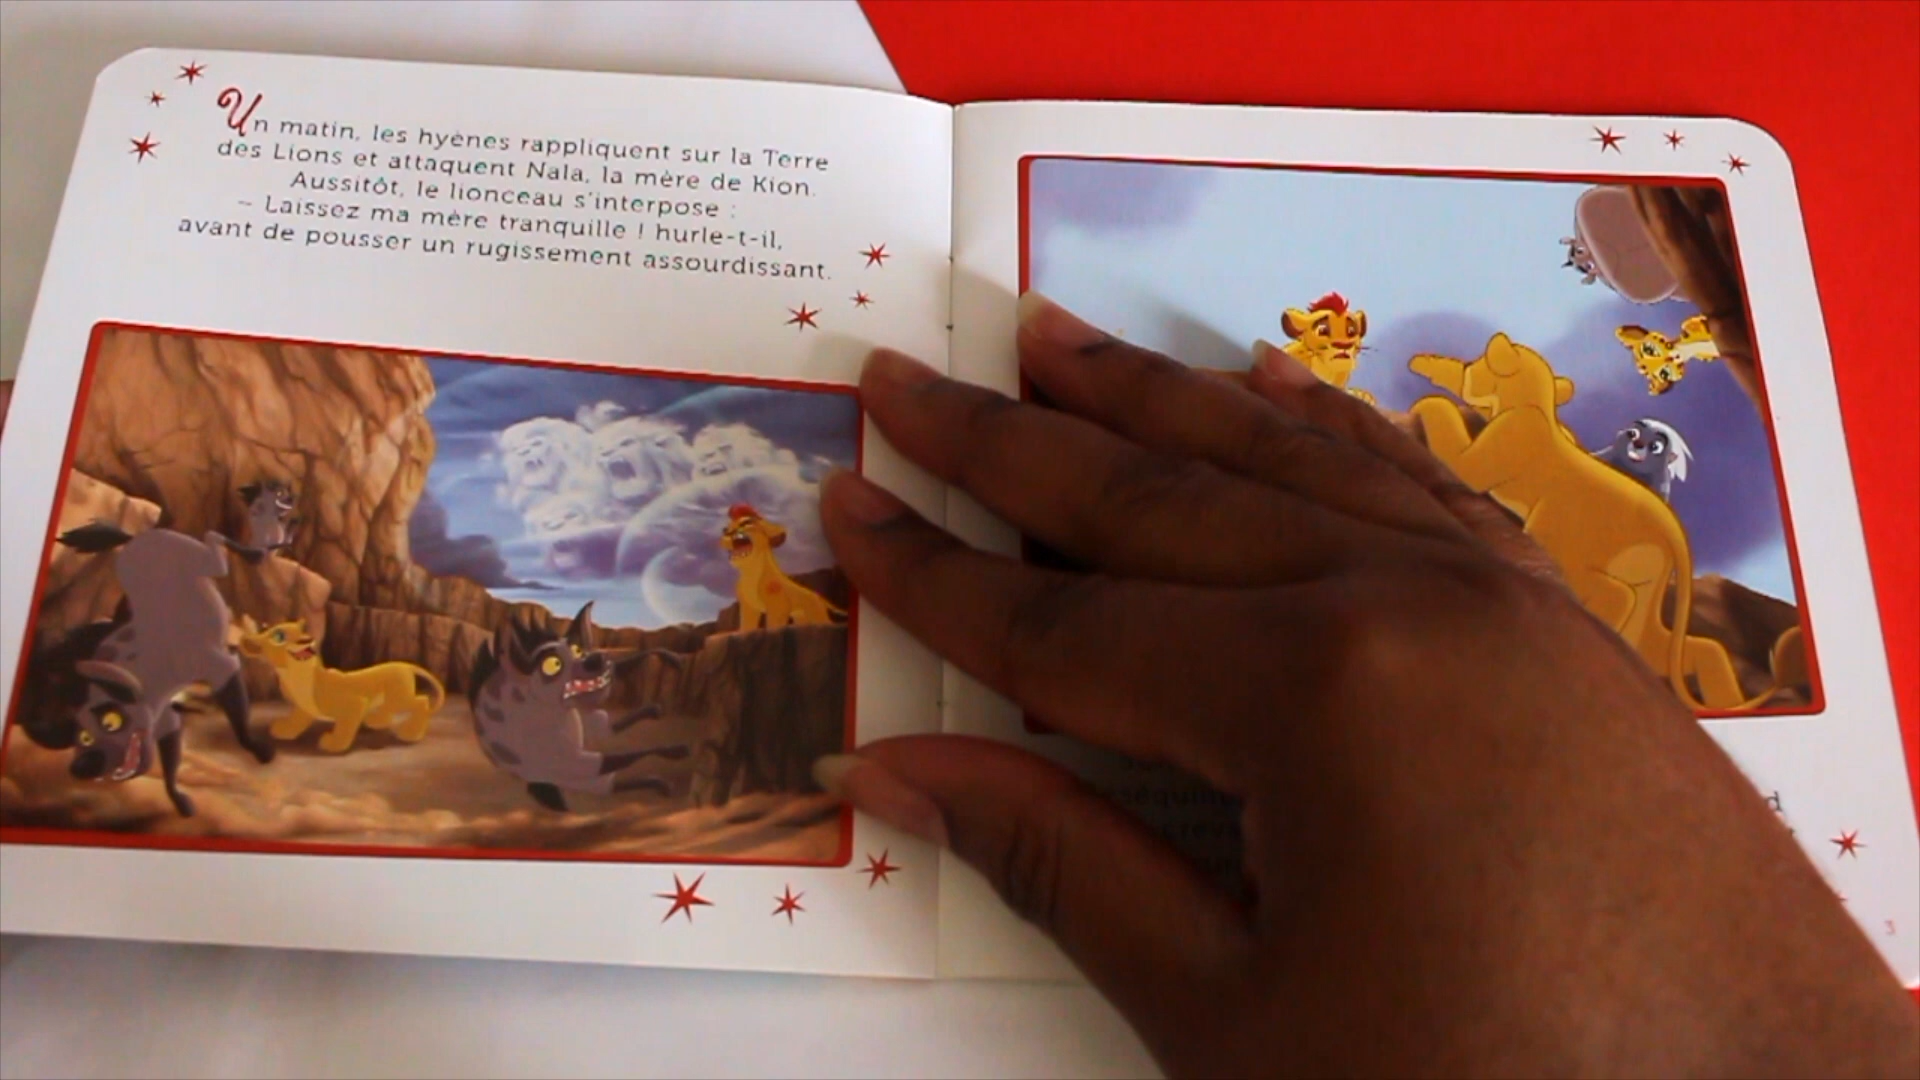 Un matin, les hyènes rappliquent sur la Terre
des Lions et attaquent Nala, la mère de Kion.
Aussitôt, le lionceau s'interpose :
– Laissez ma mère tranquille ! hurle-t-il,
avant de pousser un rugissement assourdissant.
3